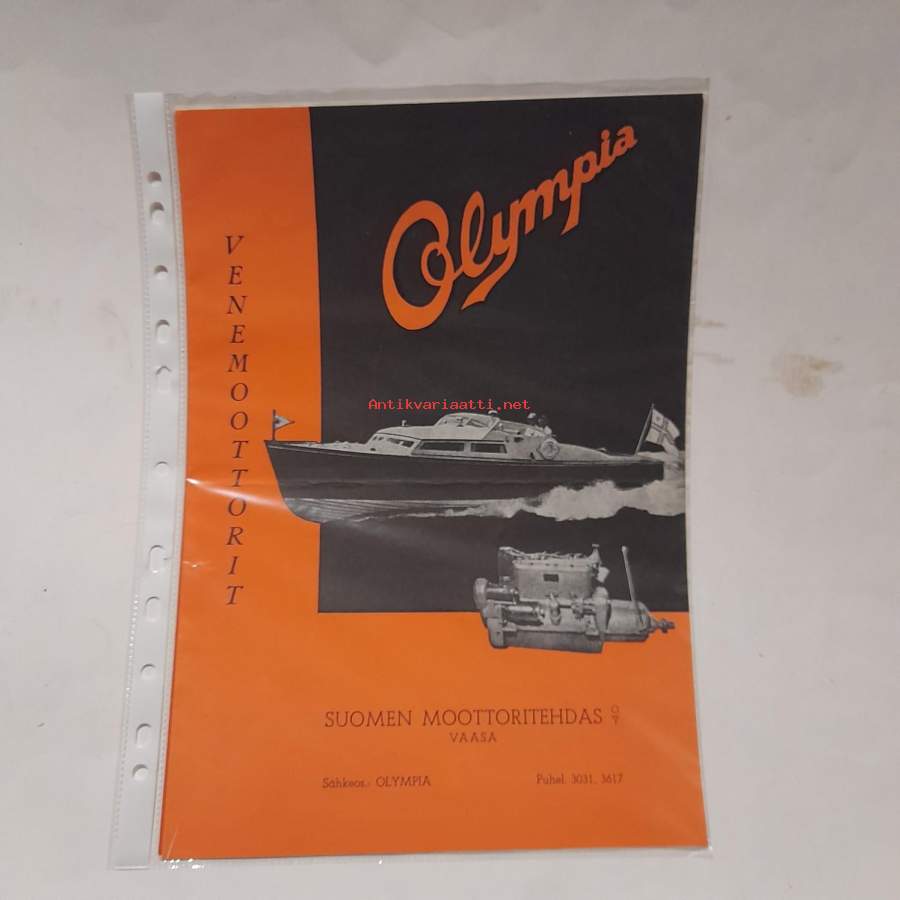 Olympia
VENEMOOTTORIT
Antikvariaatti.net
SUOMEN MOOTTORITEHDAS OY
VAASA
Sähkeos.: OLYMPIA Puhel. 3031, 3617